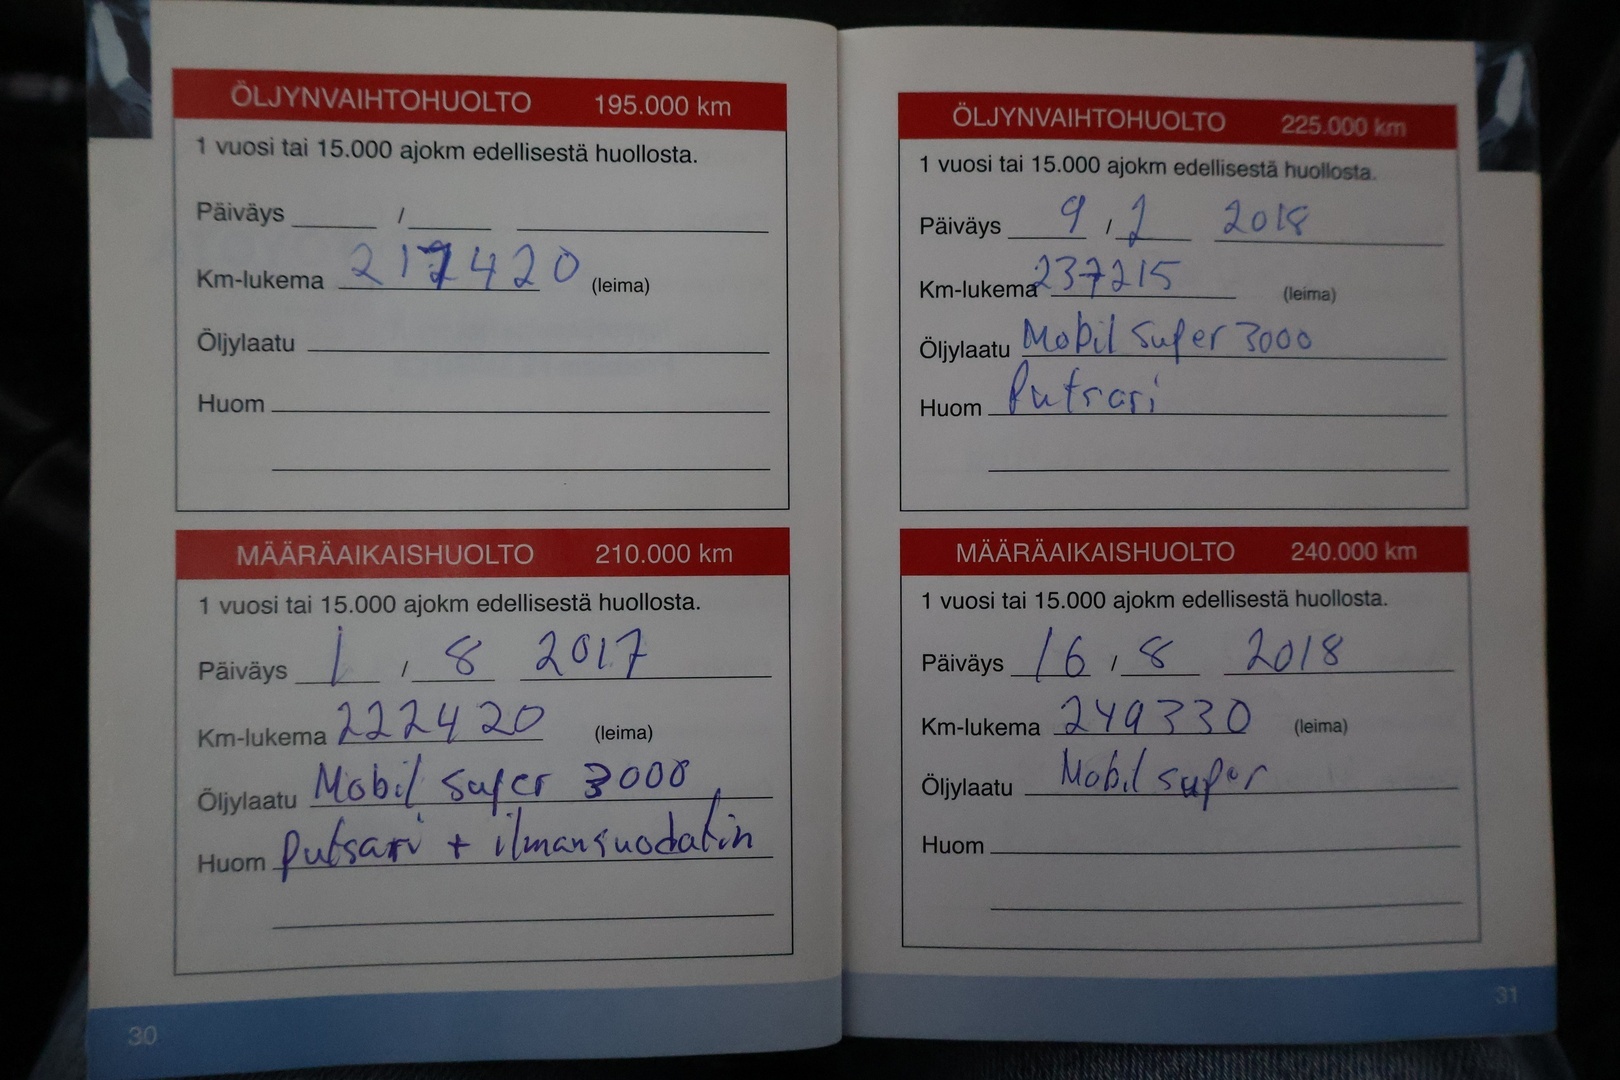 ÖLJYNVAIHTOHUOLTO 195.000 km
1 vuosi tai 15.000 ajokm edellisestä huollosta.
Päiväys /
Km-lukema 217420 (leima)
Öljylaatu
Huom
MÄÄRÄAIKAISHUOLTO 210.000 km
1 vuosi tai 15.000 ajokm edellisestä huollosta.
Päiväys 1 / 8 2017
Km-lukema 222420 (leima)
Öljylaatu Mobil super 3000
Huom putsari + ilmansuodatin
30
ÖLJYNVAIHTOHUOLTO 225.000 km
1 vuosi tai 15.000 ajokm edellisestä huollosta.
Päiväys 9 / 2 2018
Km-lukema 237215 (leima)
Öljylaatu Mobil Super 3000
Huom Putsari
MÄÄRÄAIKAISHUOLTO 240.000 km
1 vuosi tai 15.000 ajokm edellisestä huollosta.
Päiväys 16 / 8 2018
Km-lukema 249330 (leima)
Öljylaatu Mobil super
Huom
31